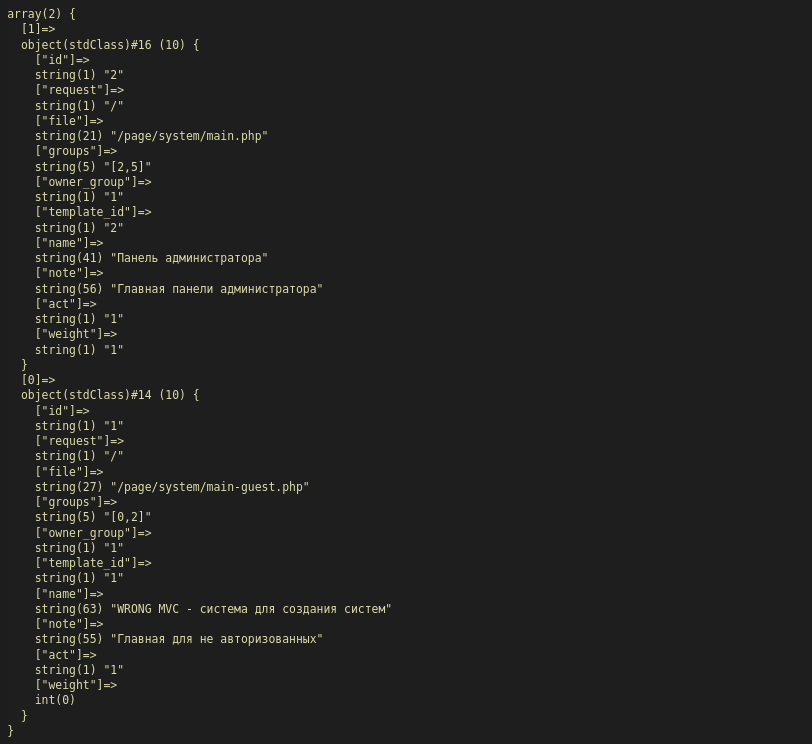 array(2) {
  [1]=>
  object(stdClass)#16 (10) {
    ["id"]=>
    string(1) "2"
    ["request"]=>
    string(1) "/"
    ["file"]=>
    string(21) "/page/system/main.php"
    ["groups"]=>
    string(5) "[2,5]"
    ["owner_group"]=>
    string(1) "1"
    ["template_id"]=>
    string(1) "2"
    ["name"]=>
    string(41) "Панель администратора"
    ["note"]=>
    string(56) "Главная панели администратора"
    ["act"]=>
    string(1) "1"
    ["weight"]=>
    string(1) "1"
  }
  [0]=>
  object(stdClass)#14 (10) {
    ["id"]=>
    string(1) "1"
    ["request"]=>
    string(1) "/"
    ["file"]=>
    string(27) "/page/system/main-guest.php"
    ["groups"]=>
    string(5) "[0,2]"
    ["owner_group"]=>
    string(1) "1"
    ["template_id"]=>
    string(1) "1"
    ["name"]=>
    string(63) "WRONG MVC - система для создания систем"
    ["note"]=>
    string(55) "Главная для не авторизованных"
    ["act"]=>
    string(1) "1"
    ["weight"]=>
    int(0)
  }
}